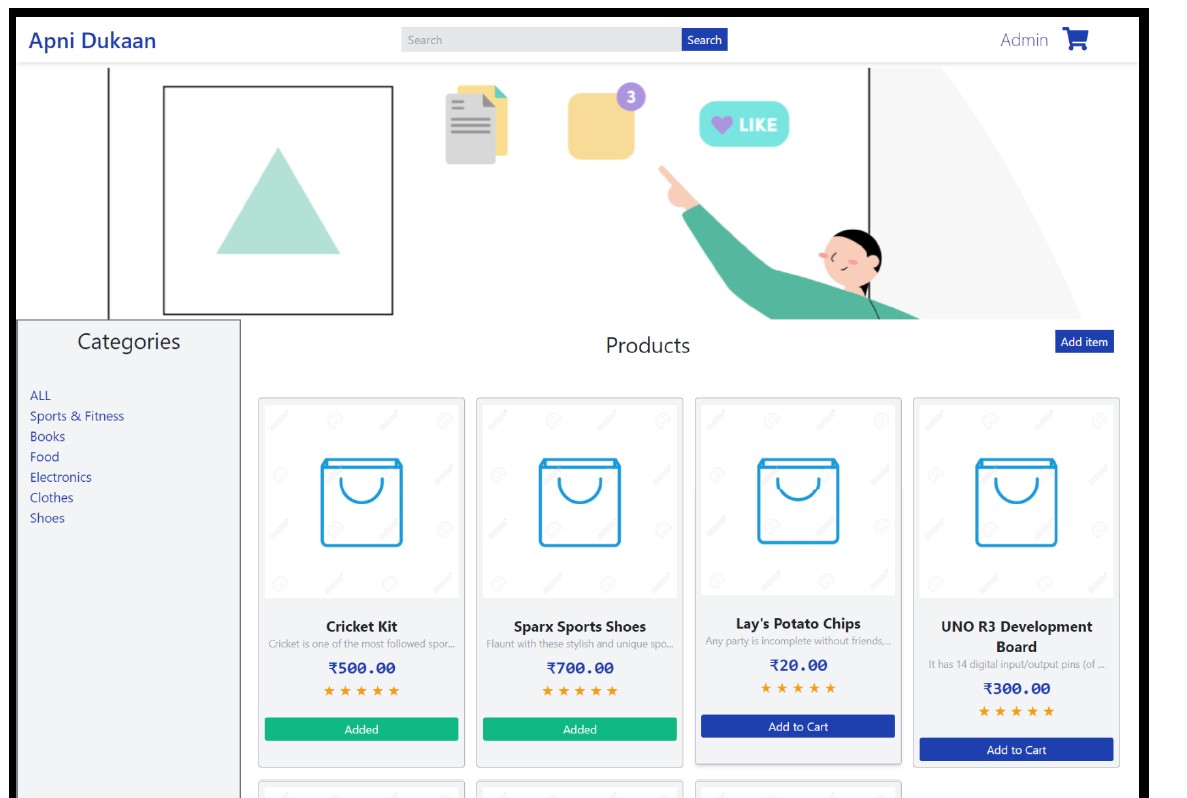 Apni Dukaan
Search
Search
Admin
3
LIKE
Categories
ALL
Sports & Fitness
Books
Food
Electronics
Clothes
Shoes
Products
Add item
Cricket Kit
Cricket is one of the most followed spor...
₹500.00
Added
Sparx Sports Shoes
Flaunt with these stylish and unique spo...
₹700.00
Added
Lay's Potato Chips
Any party is incomplete without friends,...
₹20.00
Add to Cart
UNO R3 Development
Board
It has 14 digital input/output pins (of ...
₹300.00
Add to Cart